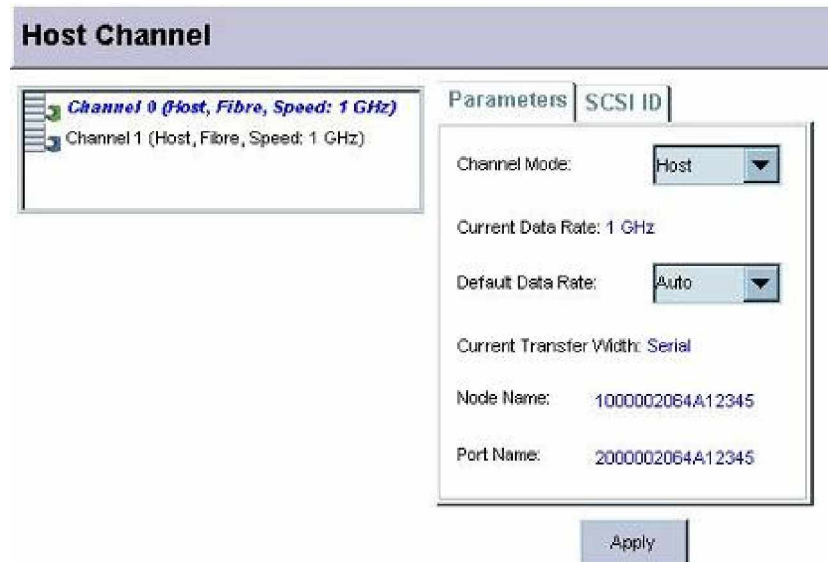 Host Channel
Channel 0 (Host, Fibre, Speed: 1 GHz)
Channel 1 (Host, Fibre, Speed: 1 GHz)
Parameters
SCSI ID
Channel Mode: Host
Current Data Rate: 1 GHz
Default Data Rate: Auto
Current Transfer Width: Serial
Node Name: 1000002064A12345
Port Name: 2000002064A12345
Apply